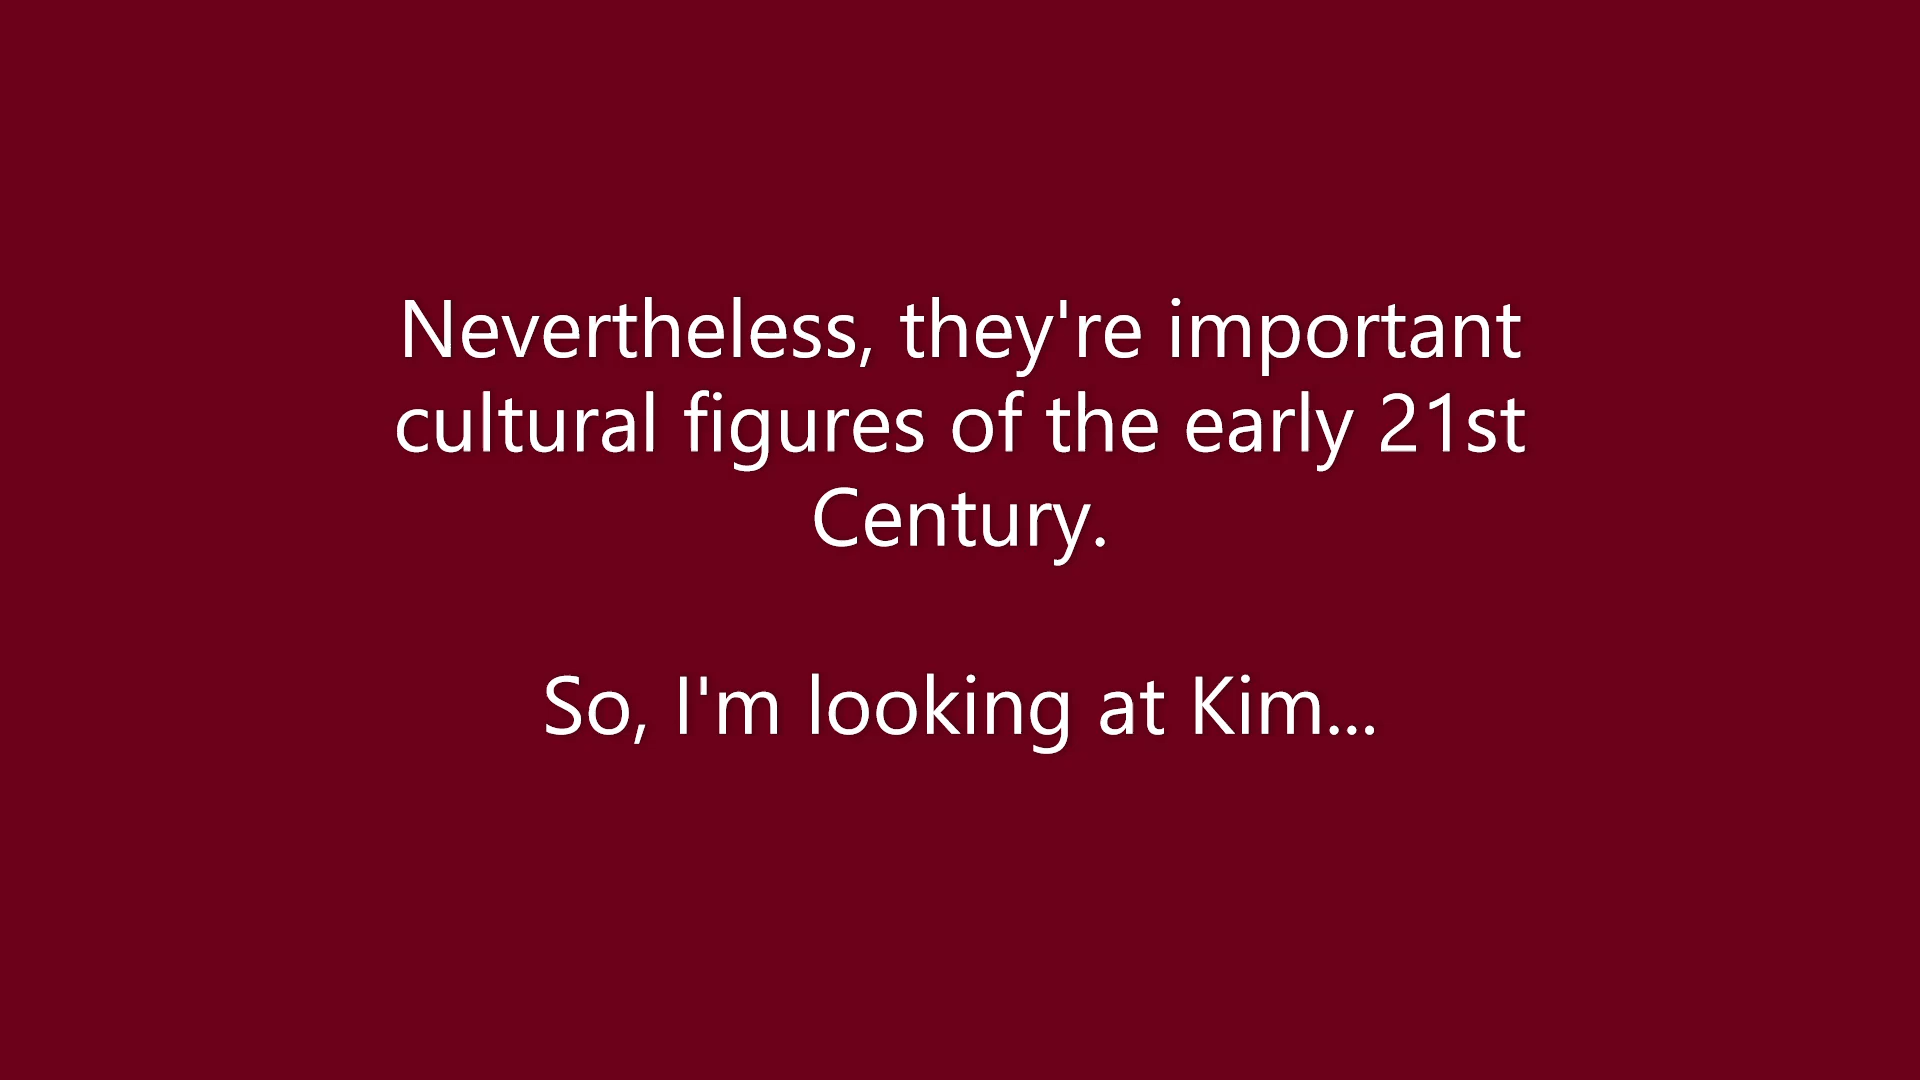 Nevertheless, they're important
cultural figures of the early 21st
Century.
So, I'm looking at Kim...